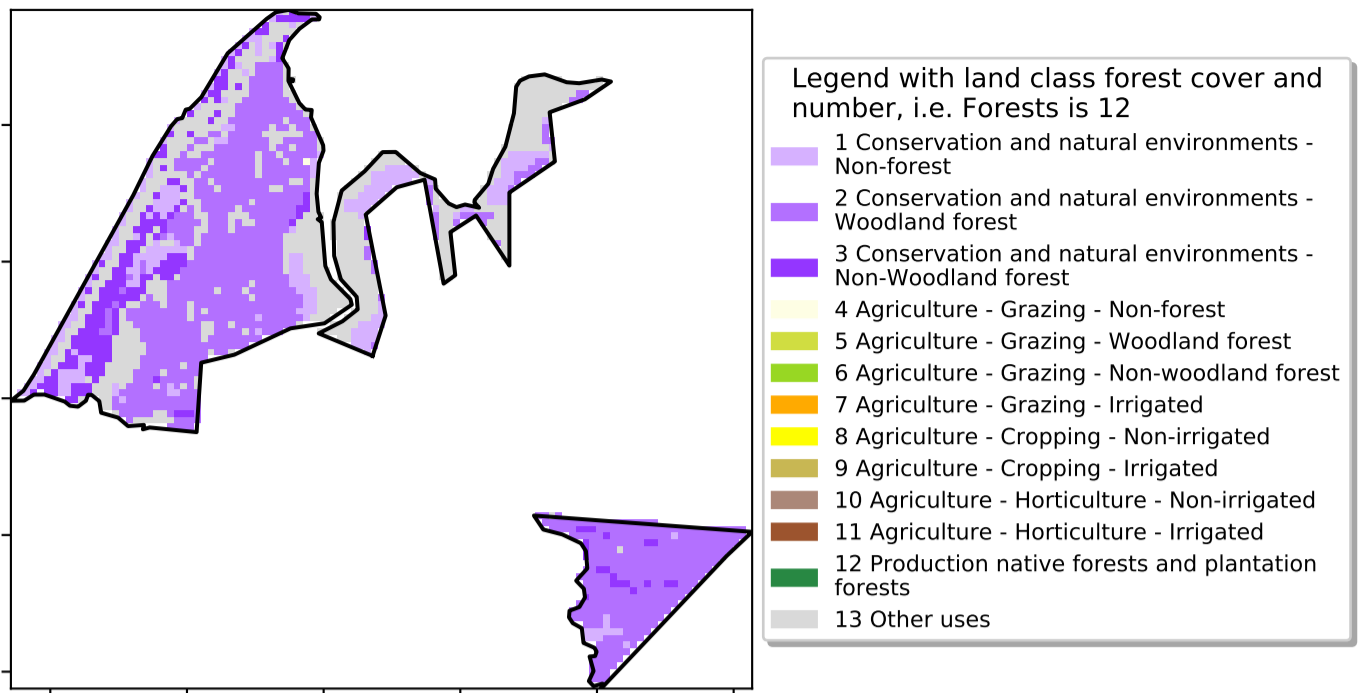 Legend with land class forest cover and
number, i.e. Forests is 12
1 Conservation and natural environments -
Non-forest
2 Conservation and natural environments -
Woodland forest
3 Conservation and natural environments -
Non-Woodland forest
4 Agriculture - Grazing - Non-forest
5 Agriculture - Grazing - Woodland forest
6 Agriculture - Grazing - Non-woodland forest
7 Agriculture - Grazing - Irrigated
8 Agriculture - Cropping - Non-irrigated
9 Agriculture - Cropping - Irrigated
10 Agriculture - Horticulture - Non-irrigated
11 Agriculture - Horticulture - Irrigated
12 Production native forests and plantation
forests
13 Other uses